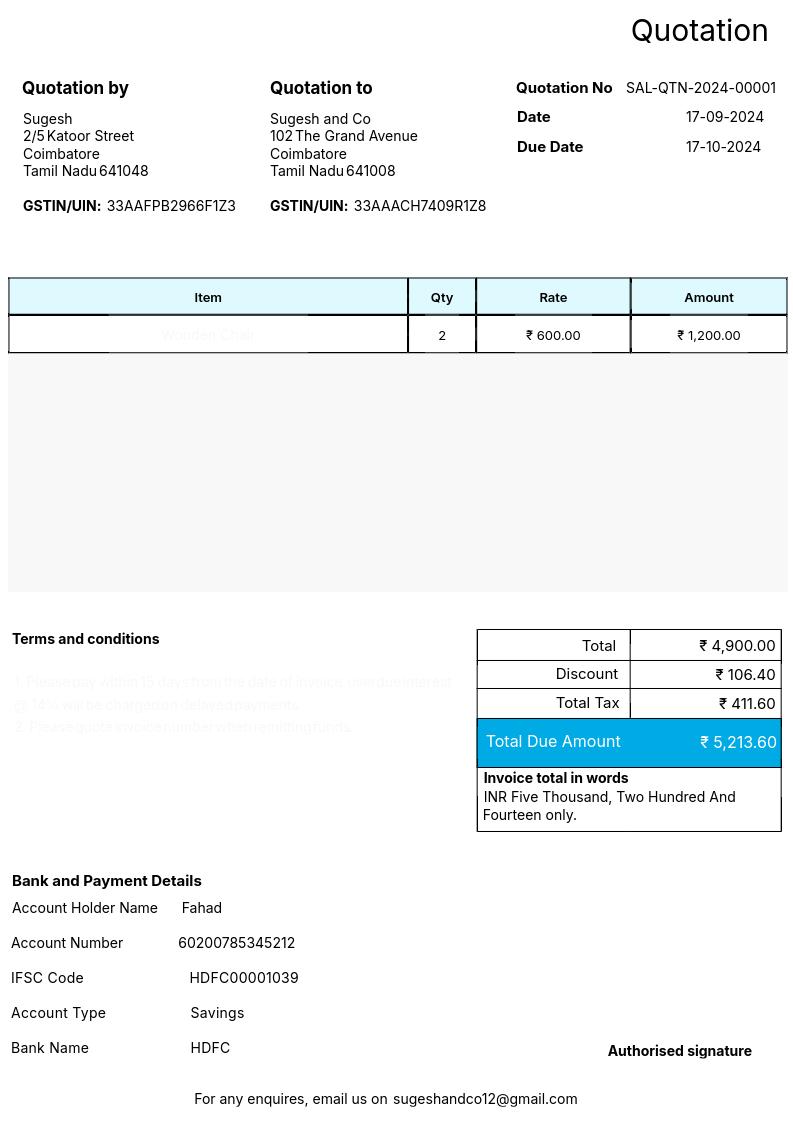 Quotation
Quotation by
Sugesh
2/5 Katoor Street
Coimbatore
Tamil Nadu 641048
GSTIN/UIN: 33AAFPB2966F1Z3
Quotation to
Sugesh and Co
102 The Grand Avenue
Coimbatore
Tamil Nadu 641008
GSTIN/UIN: 33AAACH7409R1Z8
Quotation No SAL-QTN-2024-00001
Date 17-09-2024
Due Date 17-10-2024
Item Qty Rate Amount
Wooden Chair 2 ₹ 600.00 ₹ 1,200.00
Terms and conditions
1. Please pay within 15 days from the date of invoice, overdue interest
@ 14% will be charged on delayed payments.
2. Please quote invoice number when remitting funds.
Total ₹ 4,900.00
Discount ₹ 106.40
Total Tax ₹ 411.60
Total Due Amount ₹ 5,213.60
Invoice total in words
INR Five Thousand, Two Hundred And
Fourteen only.
Bank and Payment Details
Account Holder Name Fahad
Account Number 60200785345212
IFSC Code HDFC00001039
Account Type Savings
Bank Name HDFC
Authorised signature
For any enquires, email us on sugeshandco12@gmail.com